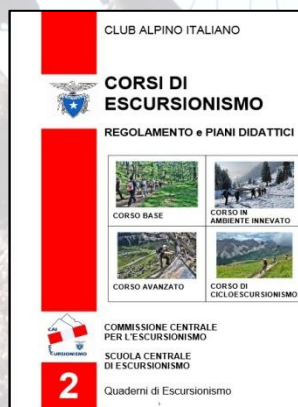 CLUB ALPINO ITALIANO
CORSI DI
ESCURSIONISMO
REGOLAMENTO e PIANI DIDATTICI
CORSO BASE
CORSO IN
AMBIENTE INNEVATO
CORSO AVANZATO
CORSO DI
CICLOESCURSIONISMO
CAI
ESCURSIONISMO
COMMISSIONE CENTRALE
PER L'ESCURSIONISMO
SCUOLA CENTRALE
DI ESCURSIONISMO
2
Quaderni di Escursionismo